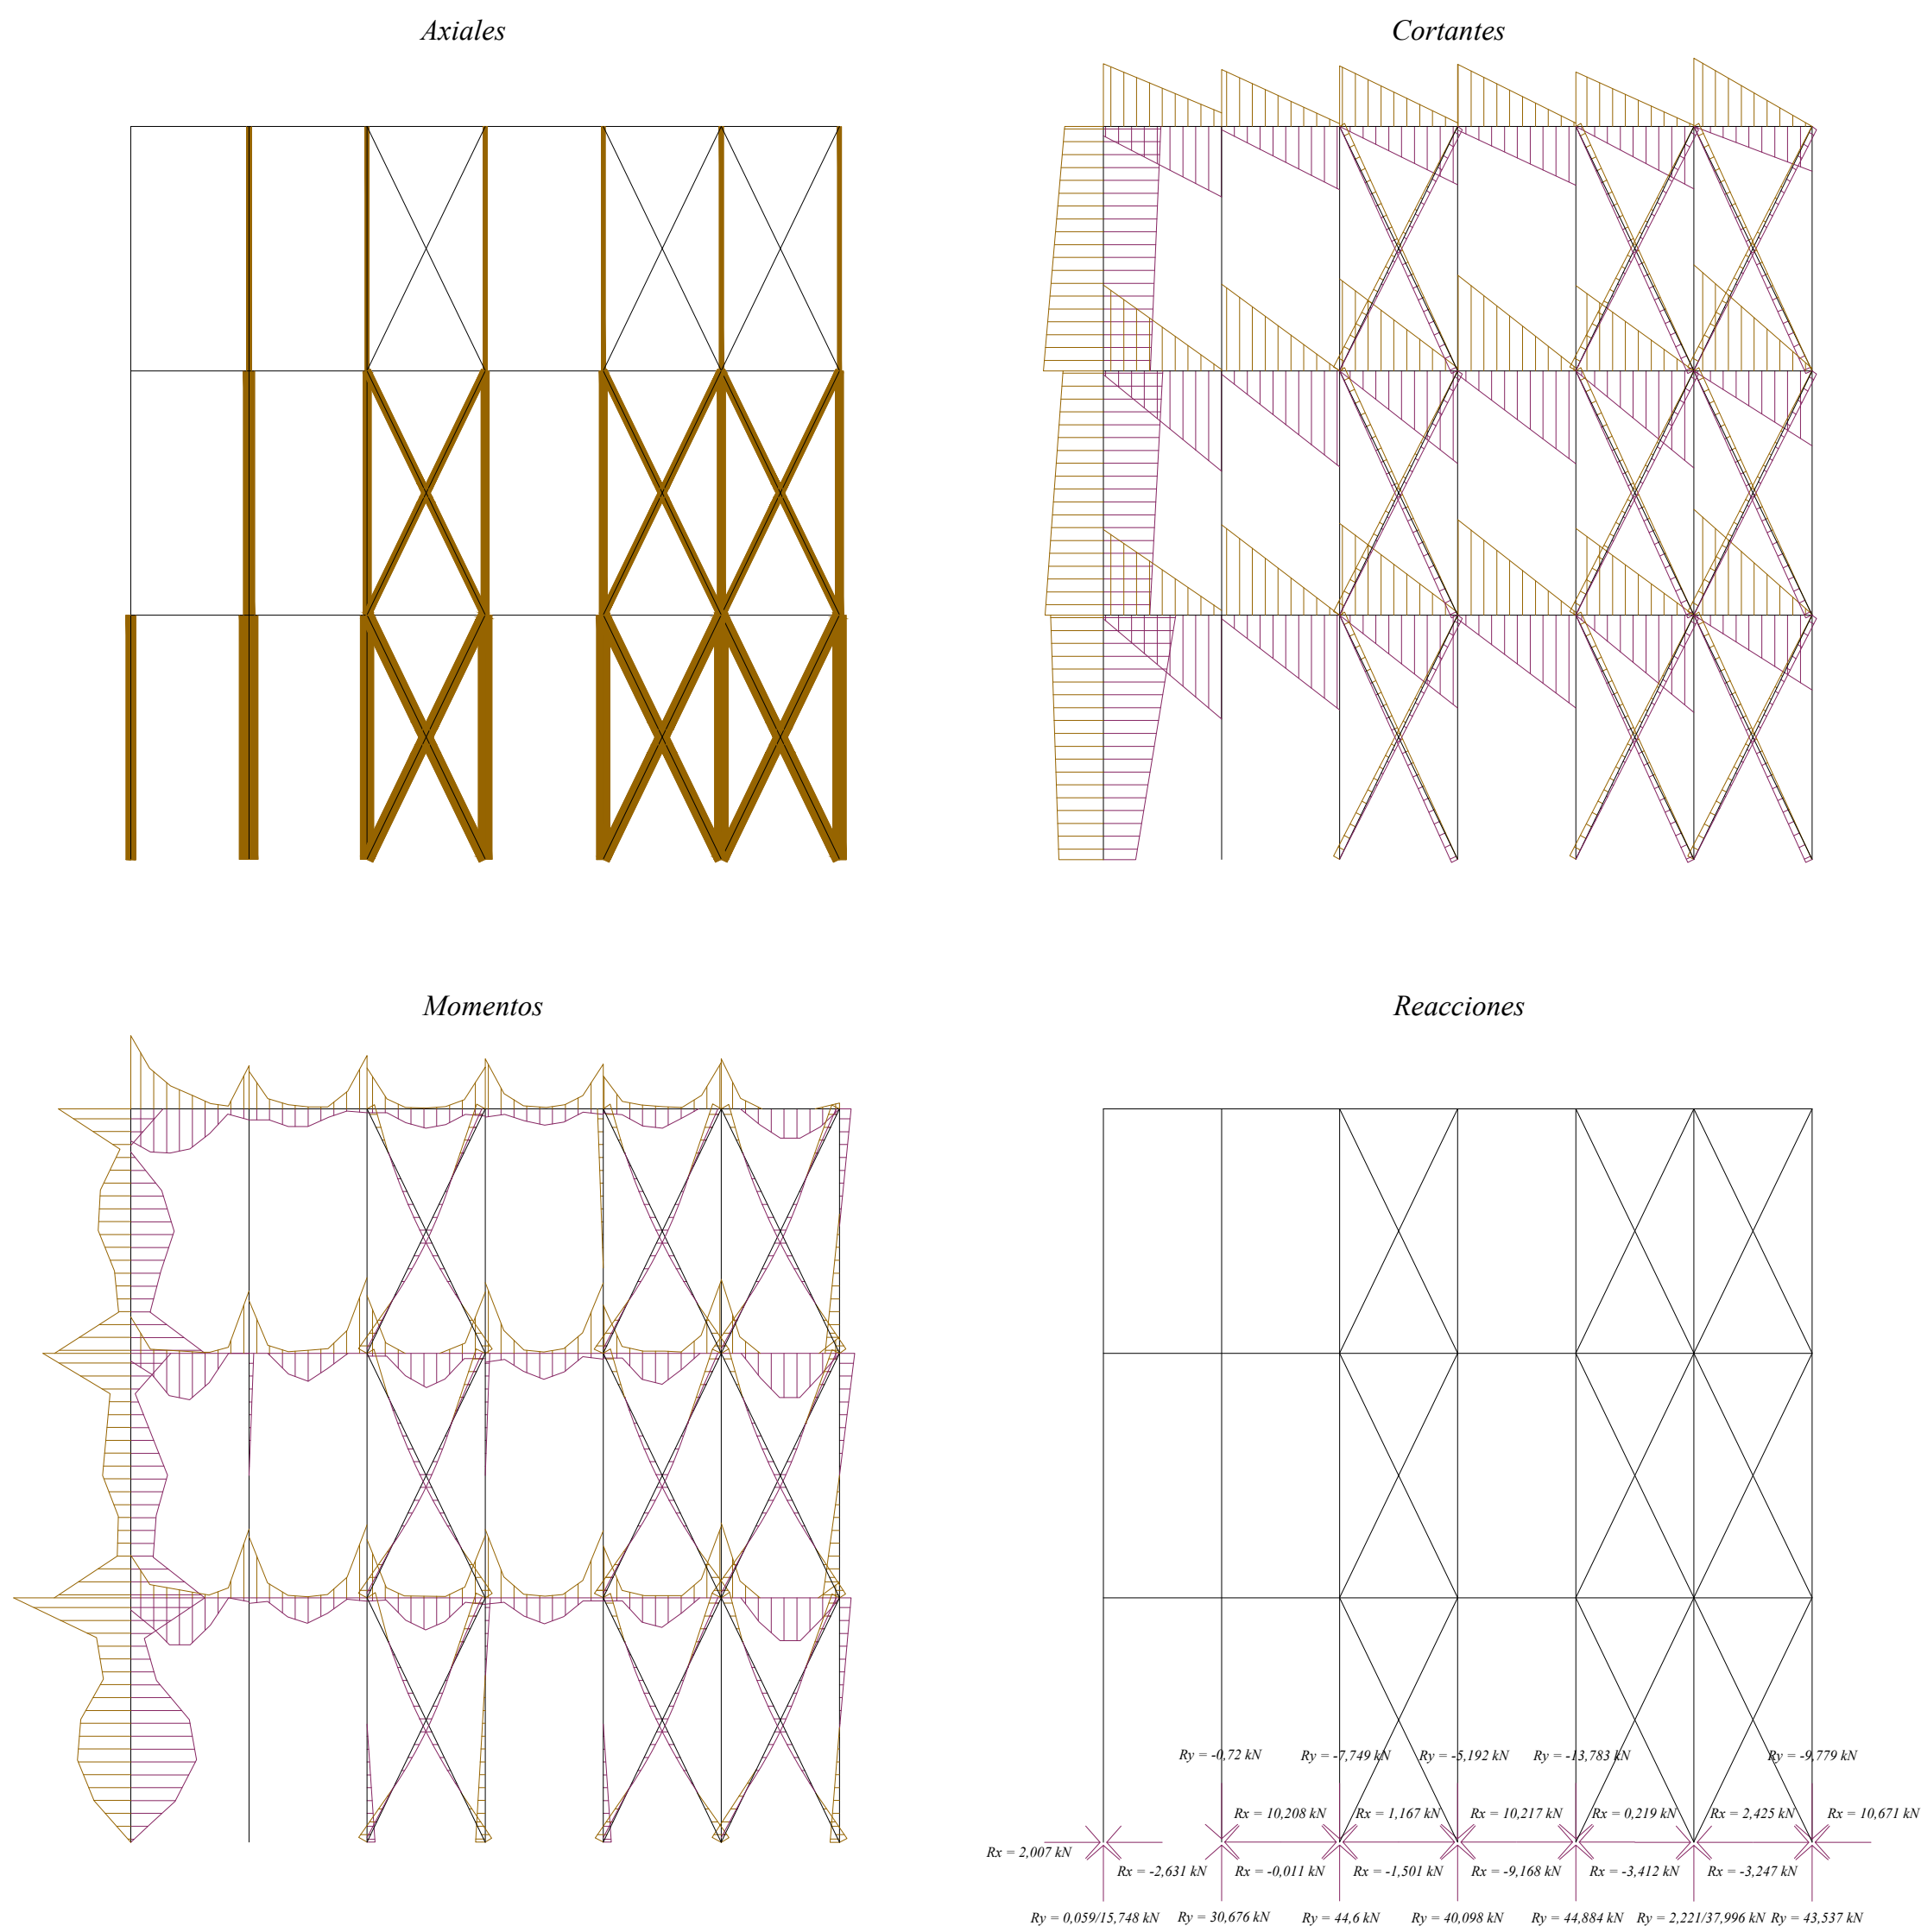 Axiales
Cortantes
Momentos
Reacciones
Ry = -0,72 kN
Ry = -7,749 kN
Ry = -5,192 kN
Ry = -13,783 kN
Ry = -9,779 kN
Rx = 10,208 kN
Rx = 1,167 kN
Rx = 10,217 kN
Rx = 0,219 kN
Rx = 2,425 kN
Rx = 10,671 kN
Rx = 2,007 kN
Rx = -2,631 kN
Rx = -0,011 kN
Rx = -1,501 kN
Rx = -9,168 kN
Rx = -3,412 kN
Rx = -3,247 kN
Ry = 0,059/15,748 kN
Ry = 30,676 kN
Ry = 44,6 kN
Ry = 40,098 kN
Ry = 44,884 kN
Ry = 2,221/37,996 kN
Ry = 43,537 kN